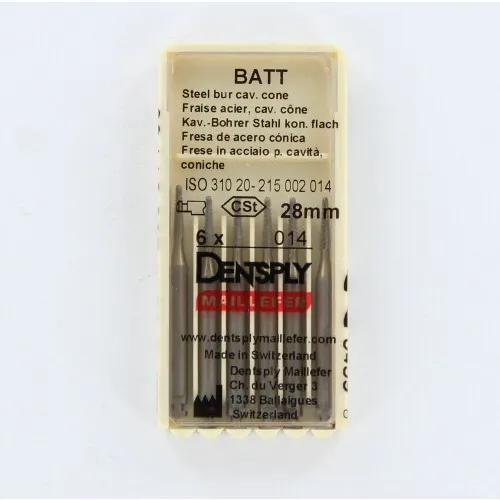 BATT
Steel bur cav. cone
Fraise acier, cav. cône
Kav.-Bohrer Stahl kon. flach
Fresa de acero cónica
Frese in acciaio p. cavità,
coniche
ISO 310 20- 215 002 014
CSt 28mm
6 x 014
DENTSPLY
MAILLEFER
www.dentsplymaillefer.com
Made in Switzerland
Dentsply Maillefer
Ch. du Verger 3
1338 Ballaigues
Switzerland